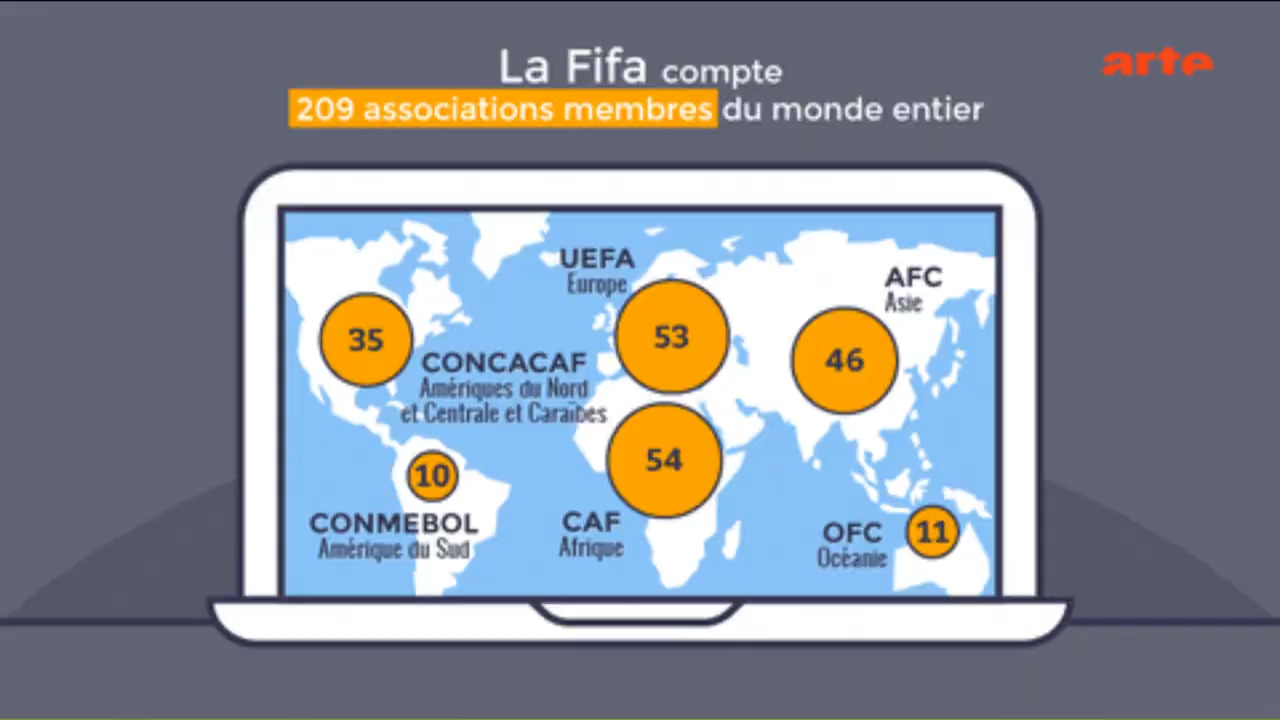 La Fifa compte
209 associations membres du monde entier
arte
UEFA
Europe
AFC
Asie
35
53
46
CONCACAF
Amériques du Nord
et Centrale et Caraïbes
54
10
CONMEBOL
Amérique du Sud
CAF
Afrique
OFC
Océanie
11